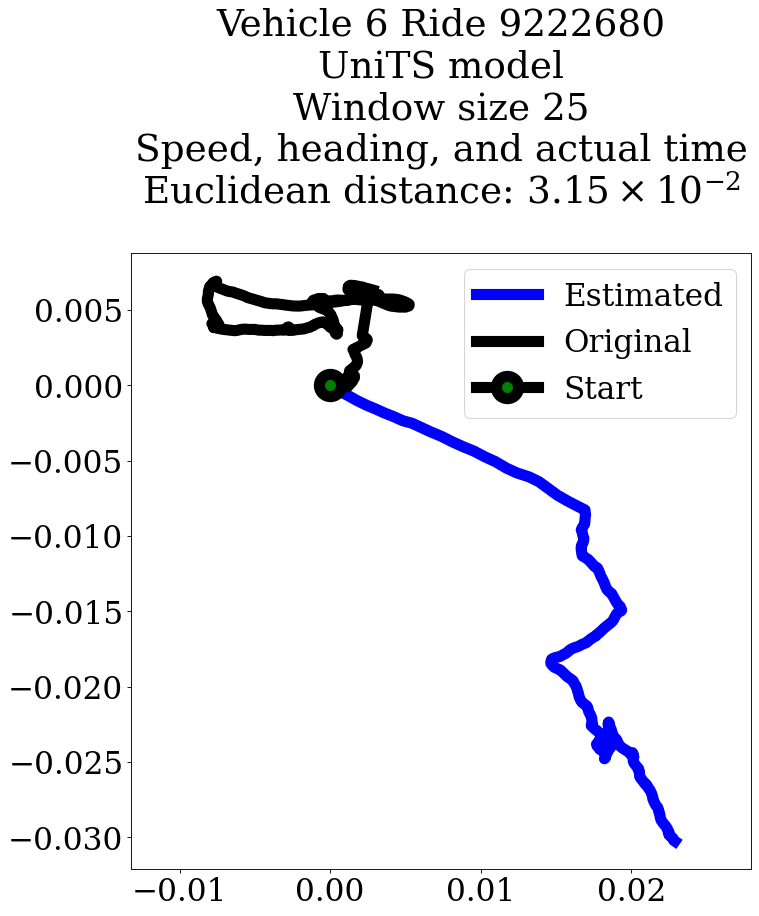 Vehicle 6 Ride 9222680
UniTS model
Window size 25
Speed, heading, and actual time
Euclidean distance: 3.15 × 10⁻²
Estimated
Original
Start
0.005
0.000
−0.005
−0.010
−0.015
−0.020
−0.025
−0.030
−0.01 0.00 0.01 0.02